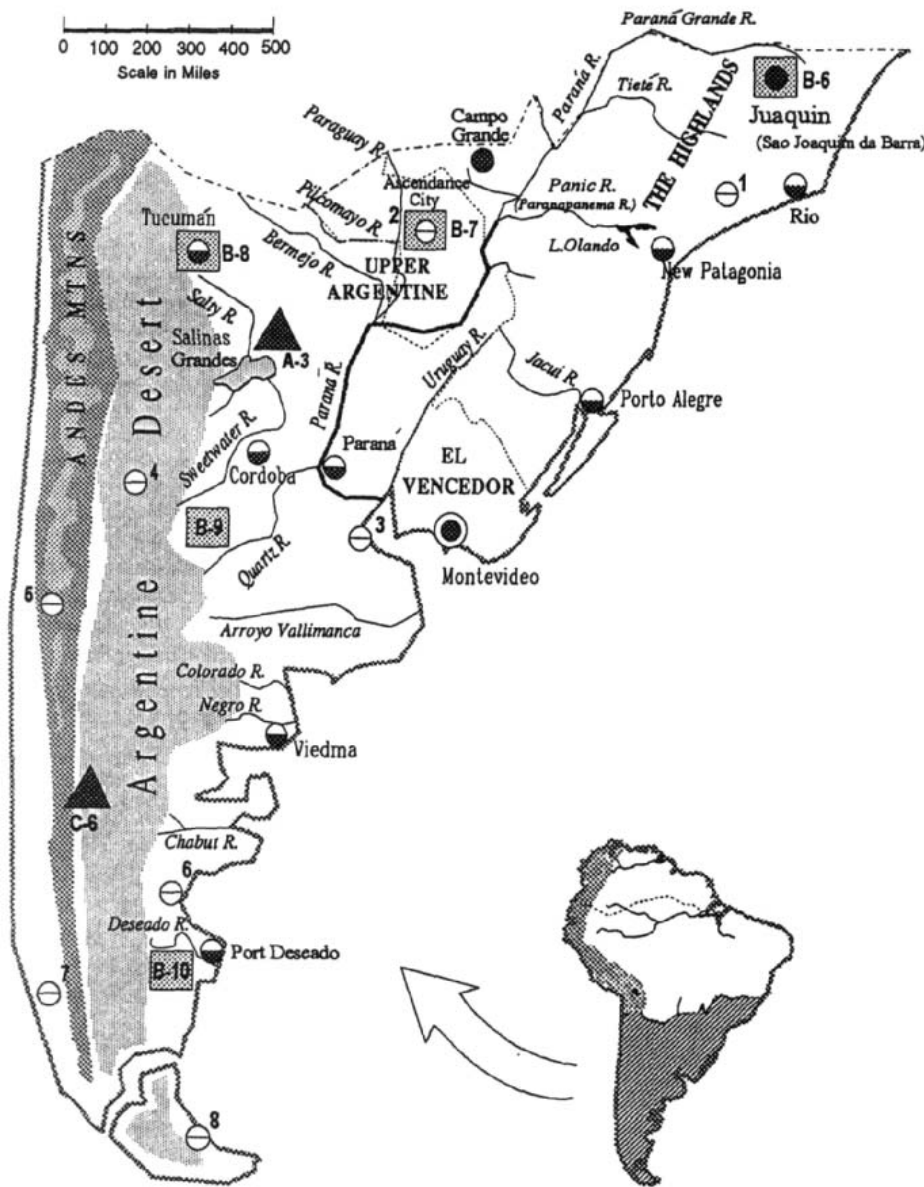 0 100 200 300 400 500
Scale in Miles
Paraná Grande R.
Paraná R.
Tieté R.
THE HIGHLANDS
B-6
Juaquin
(Sao Joaquim da Barra)
Campo
Grande
Paraguay R.
Pilcomayo R.
Ascendance
City
2
B-7
Panic R.
(Paranapanema R.)
1
Rio
L.Olando
New Patagonia
Tucumán
B-8
Bermejo R.
UPPER
ARGENTINE
Salty R.
Salinas
Grandes
A-3
ANDES MTNS
Argentine Desert
Paraná R.
Uruguay R.
Jacuí R.
Porto Alegre
Sweetwater R.
4
Cordoba
Paraná
EL
VENCEDOR
B-9
3
Quartz R.
Montevideo
5
Arroyo Vallimanca
Colorado R.
Negro R.
Viedma
C-6
Chabut R.
6
Deseado R.
Port Deseado
B-10
7
8